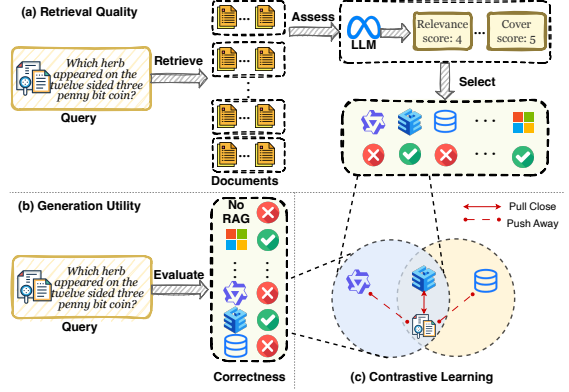 (a) Retrieval Quality
Which herb
appeared on the
twelve sided three
penny bit coin?
Query
Retrieve
...
...
...
...
Documents
Assess
LLM
Relevance
score: 4
...
Cover
score: 5
Select
...
...
(b) Generation Utility
Which herb
appeared on the
twelve sided three
penny bit coin?
Query
Evaluate
No
RAG
Correctness
Pull Close
Push Away
(c) Contrastive Learning